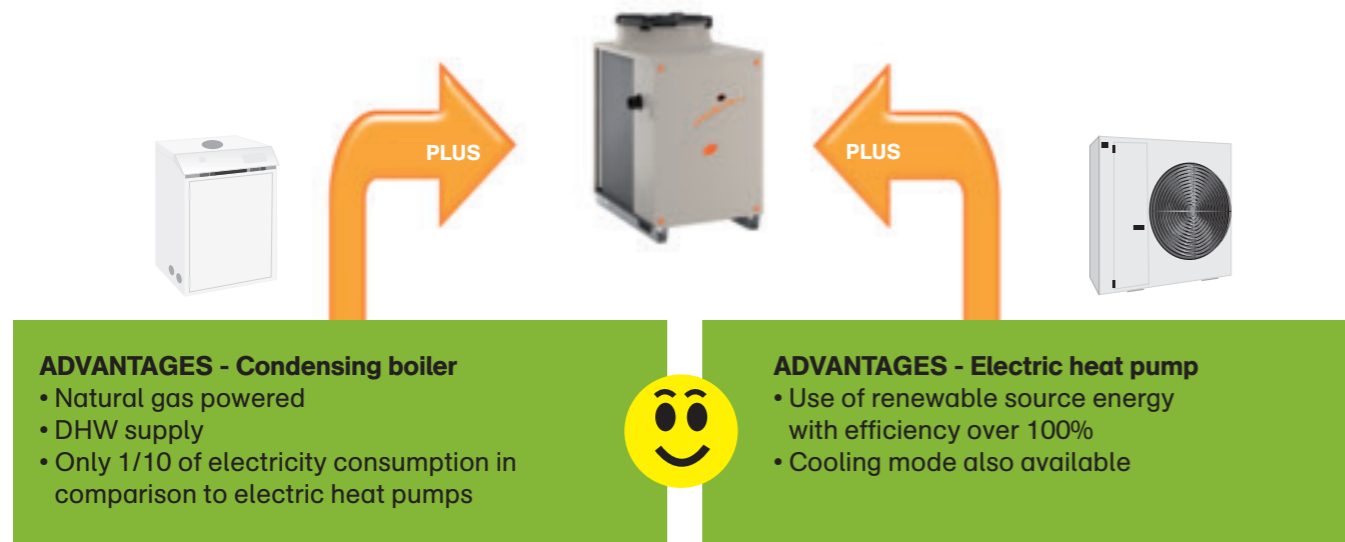 PLUS
PLUS
ADVANTAGES - Condensing boiler
• Natural gas powered
• DHW supply
• Only 1/10 of electricity consumption in
comparison to electric heat pumps
ADVANTAGES - Electric heat pump
• Use of renewable source energy
with efficiency over 100%
• Cooling mode also available